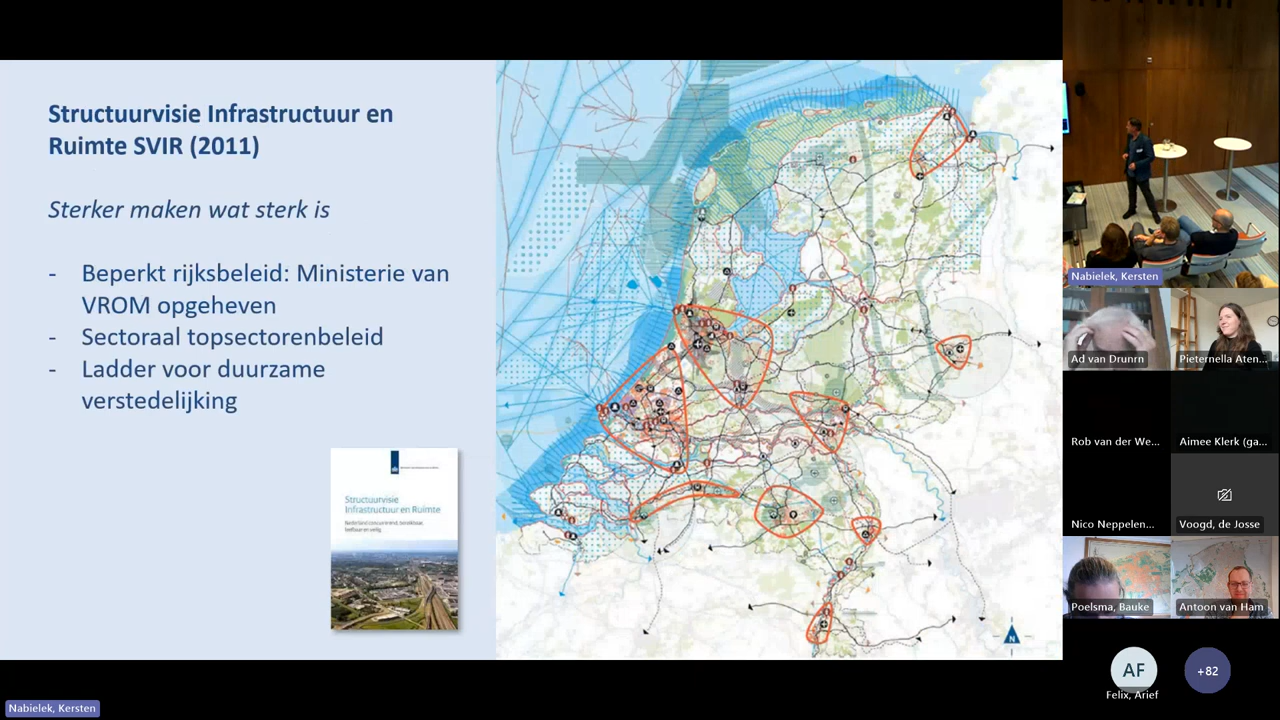 Structuurvisie Infrastructuur en
Ruimte SVIR (2011)
Sterker maken wat sterk is
- Beperkt rijksbeleid: Ministerie van
VROM opgeheven
- Sectoraal topsectorenbeleid
- Ladder voor duurzame
verstedelijking
Structuurvisie
Infrastructuur en Ruimte
N
Nabielek, Kersten
Ad van Drunrn
Pieternella Aten...
Rob van der We...
Aimee Klerk (ga...
Nico Neppelen...
Voogd, de Josse
Poelsma, Bauke
Antoon van Ham
AF
+82
Felix, Arief
Nabielek, Kersten